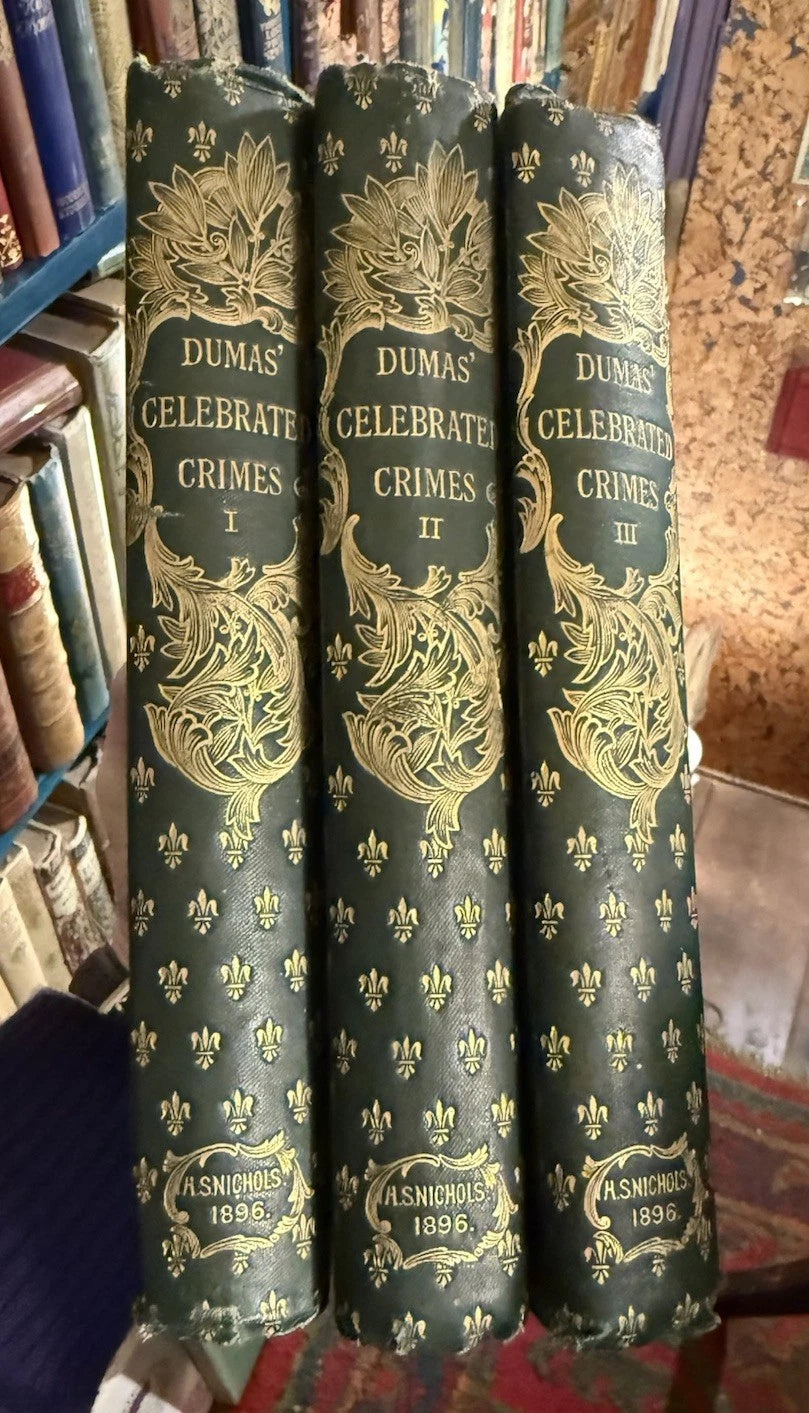 DUMAS'
CELEBRATED
CRIMES
I
H.S.NICHOLS.
1896.
DUMAS'
CELEBRATED
CRIMES
II
H.S.NICHOLS.
1896.
DUMAS'
CELEBRATED
CRIMES
III
H.S.NICHOLS.
1896.